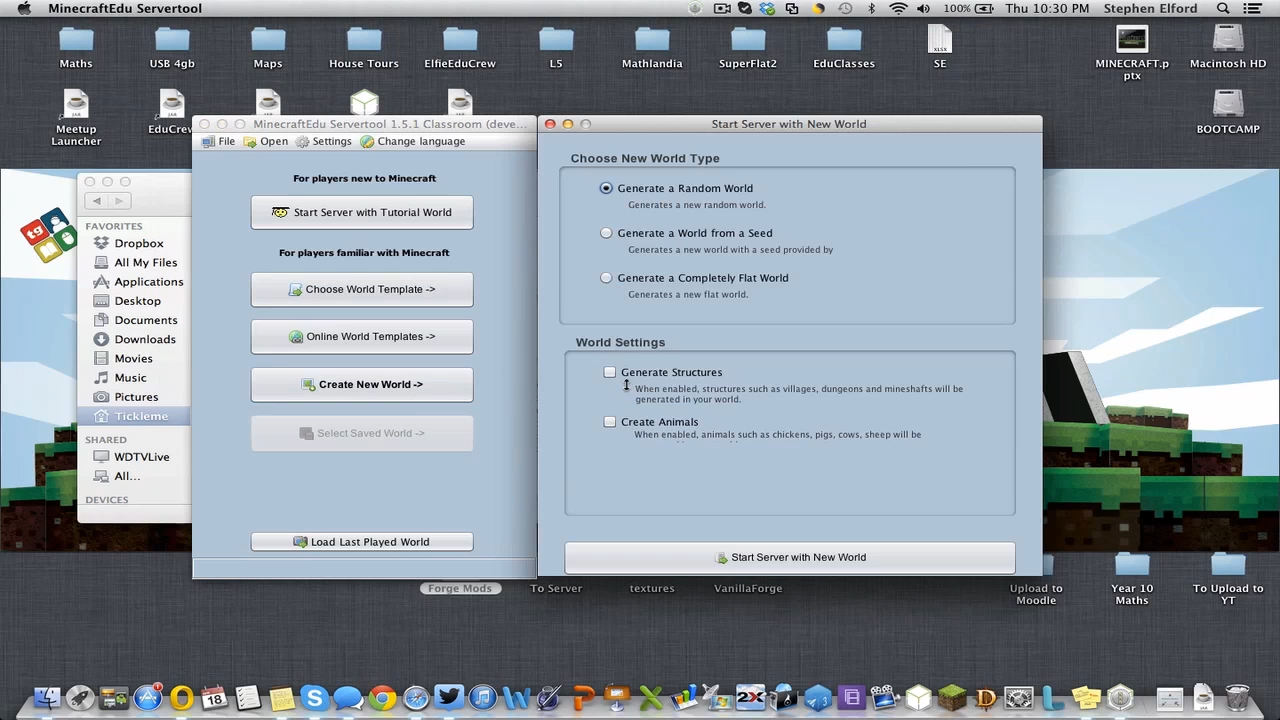 MinecraftEdu Servertool
100%
Thu 10:30 PM
Stephen Elford
Maths
USB 4gb
Maps
House Tours
ElfieEduCrew
L5
Mathlandia
SuperFlat2
EduClasses
SE
MINECRAFT.p
ptx
Macintosh HD
Meetup
Launcher
EduCrew
BOOTCAMP
MinecraftEdu Servertool 1.5.1 Classroom (deve...
File
Open
Settings
Change language
For players new to Minecraft
Start Server with Tutorial World
For players familiar with Minecraft
Choose World Template ->
Online World Templates ->
Create New World ->
Select Saved World ->
Load Last Played World
Start Server with New World
Choose New World Type
Generate a Random World
Generates a new random world.
Generate a World from a Seed
Generates a new world with a seed provided by
Generate a Completely Flat World
Generates a new flat world.
World Settings
Generate Structures
When enabled, structures such as villages, dungeons and mineshafts will be
generated in your world.
Create Animals
When enabled, animals such as chickens, pigs, cows, sheep will be
Start Server with New World
tg
FAVORITES
Dropbox
All My Files
Applications
Desktop
Documents
Downloads
Movies
Music
Pictures
Tickleme
SHARED
WDTVLive
All...
DEVICES
Forge Mods
To Server
textures
VanillaForge
Upload to
Moodle
Year 10
Maths
To Upload to
YT
18
2X